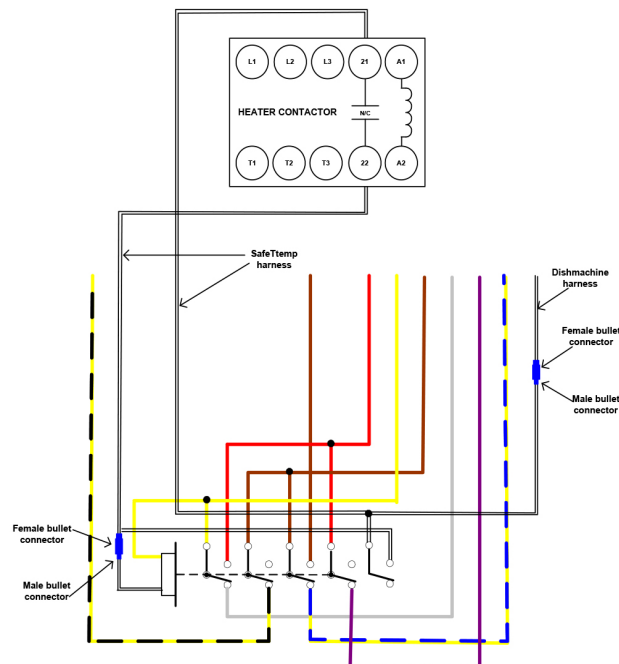 L1 L2 L3 21 A1
HEATER CONTACTOR
N/C
T1 T2 T3 22 A2
SafeTtemp
harness
Dishmachine
harness
Female bullet
connector
Male bullet
connector
Female bullet
connector
Male bullet
connector